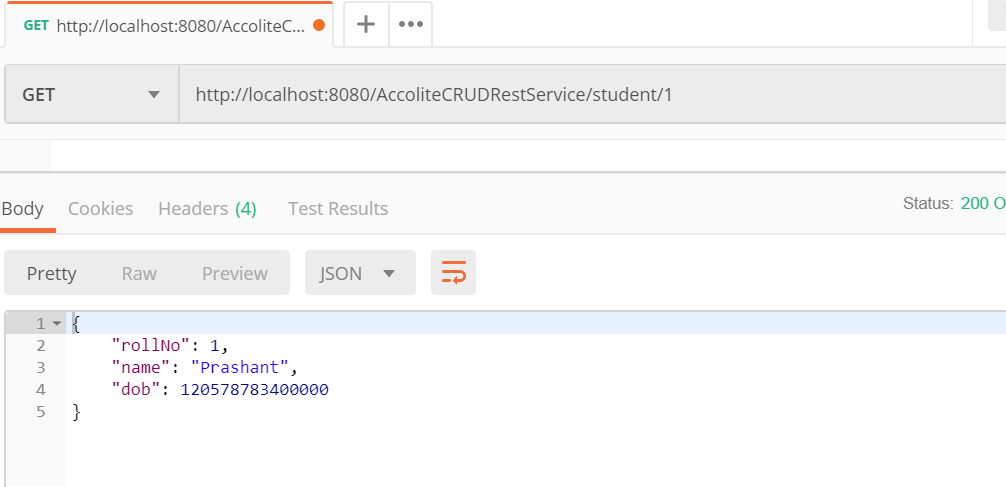 GET http://localhost:8080/AccoliteC...
GET http://localhost:8080/AccoliteCRUDRestService/student/1
Body Cookies Headers (4) Test Results Status: 200 O
Pretty Raw Preview JSON
1 {
2 "rollNo": 1,
3 "name": "Prashant",
4 "dob": 120578783400000
5 }